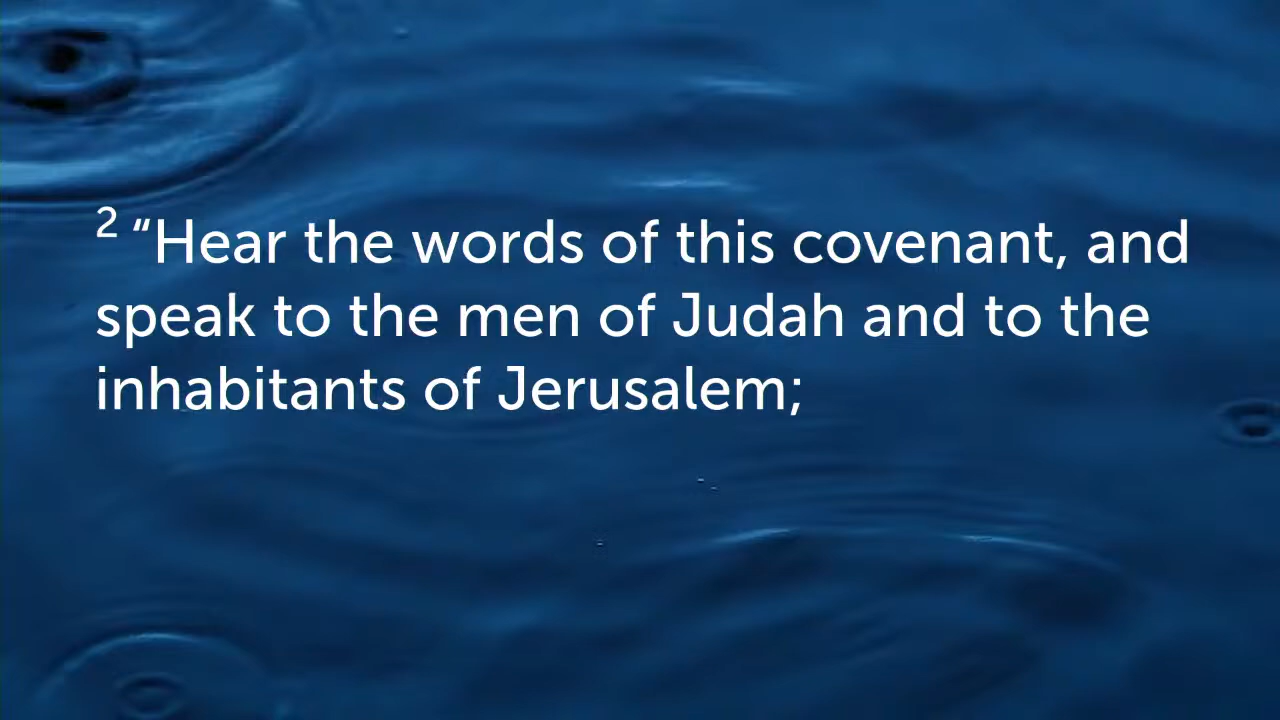 2 “Hear the words of this covenant, and
speak to the men of Judah and to the
inhabitants of Jerusalem;